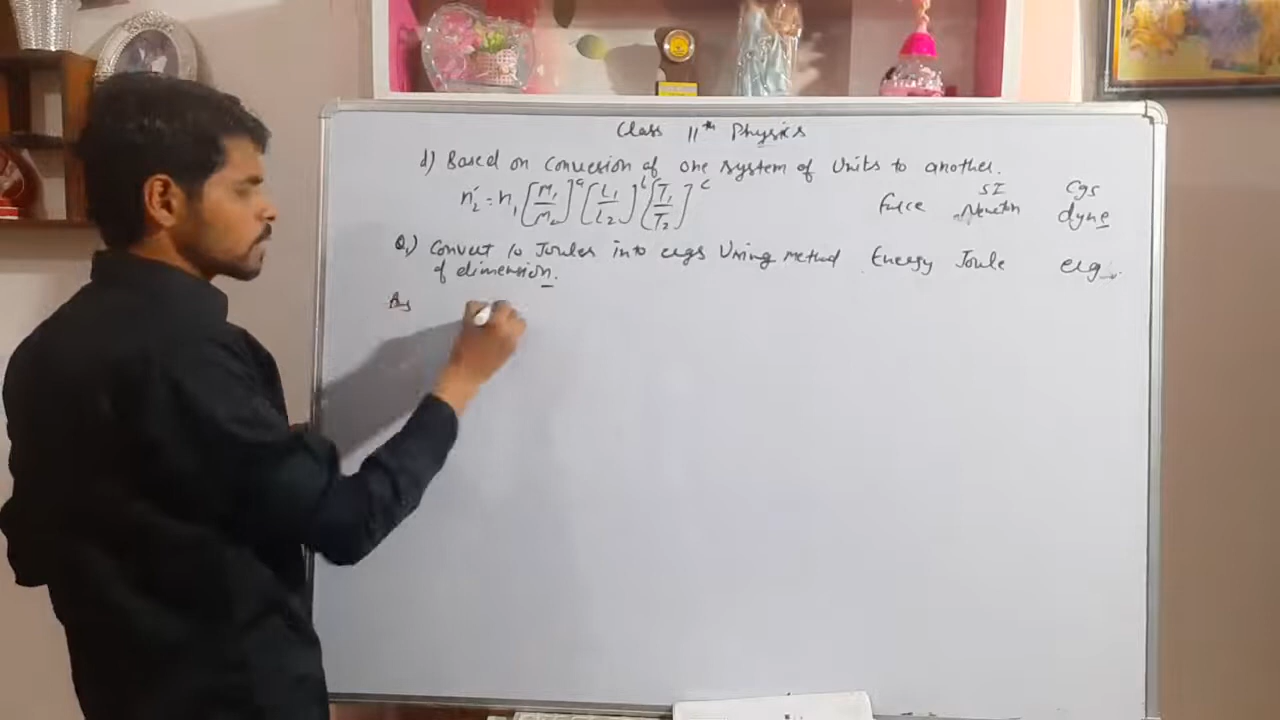 Class 11th Physics
d) Based on conversion of one system of Units to another.
n2 = n1 [M1/M2]^a [L1/L2]^b [T1/T2]^c
SI Cgs
Force Newton dyne
Q1) Convert 10 Joules into ergs Using method
of dimension.
Energy Joule erg
Ans